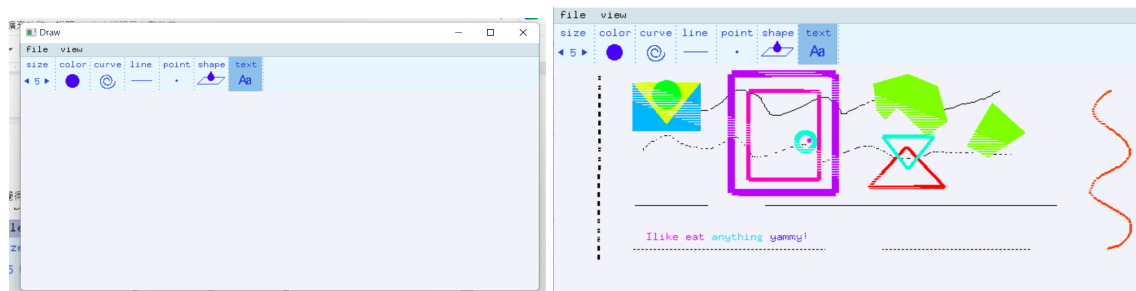 Draw
file view
size color curve line point shape text
5
Aa
file view
size color curve line point shape text
5
Aa
Ilike eat anything yammy!